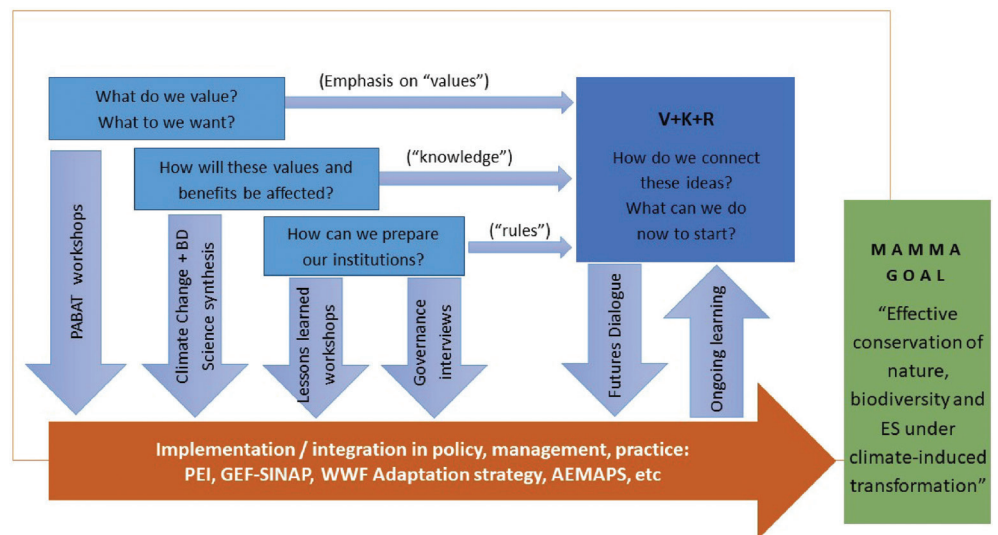 What do we value?
What to we want?
(Emphasis on “values”)
How will these values and
benefits be affected?
(“knowledge”)
How can we prepare
our institutions?
(“rules”)
V+K+R
How do we connect
these ideas?
What can we do
now to start?
PABAT workshops
Climate Change + BD
Science synthesis
Lessons learned
workshops
Governance
interviews
Futures Dialogue
Ongoing learning
Implementation / integration in policy, management, practice:
PEI, GEF-SINAP, WWF Adaptation strategy, AEMAPS, etc
MAMMA
GOAL
“Effective
conservation of
nature,
biodiversity and
ES under
climate-induced
transformation”